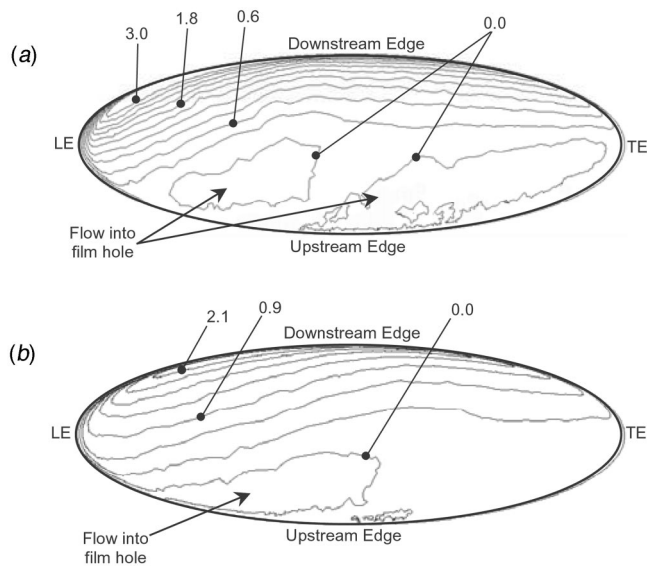 (a)
3.0
1.8
0.6
0.0
Downstream Edge
LE
TE
Flow into
film hole
Upstream Edge
(b)
2.1
0.9
0.0
Downstream Edge
LE
TE
Flow into
film hole
Upstream Edge